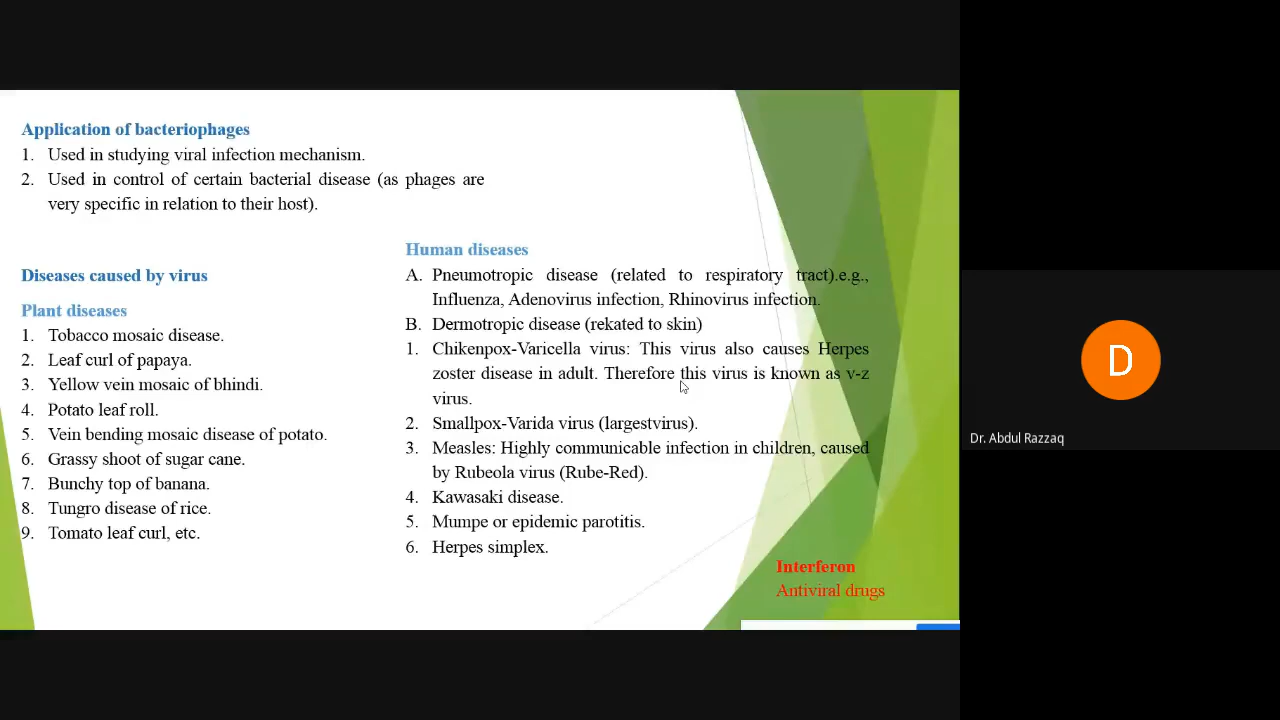 Application of bacteriophages
1. Used in studying viral infection mechanism.
2. Used in control of certain bacterial disease (as phages are
very specific in relation to their host).
Diseases caused by virus
Plant diseases
1. Tobacco mosaic disease.
2. Leaf curl of papaya.
3. Yellow vein mosaic of bhindi.
4. Potato leaf roll.
5. Vein bending mosaic disease of potato.
6. Grassy shoot of sugar cane.
7. Bunchy top of banana.
8. Tungro disease of rice.
9. Tomato leaf curl, etc.
Human diseases
A. Pneumotropic disease (related to respiratory tract).e.g.,
Influenza, Adenovirus infection, Rhinovirus infection.
B. Dermotropic disease (rekated to skin)
1. Chikenpox-Varicella virus: This virus also causes Herpes
zoster disease in adult. Therefore this virus is known as v-z
virus.
2. Smallpox-Varida virus (largestvirus).
3. Measles: Highly communicable infection in children, caused
by Rubeola virus (Rube-Red).
4. Kawasaki disease.
5. Mumpe or epidemic parotitis.
6. Herpes simplex.
Interferon
Antiviral drugs
D
Dr. Abdul Razzaq